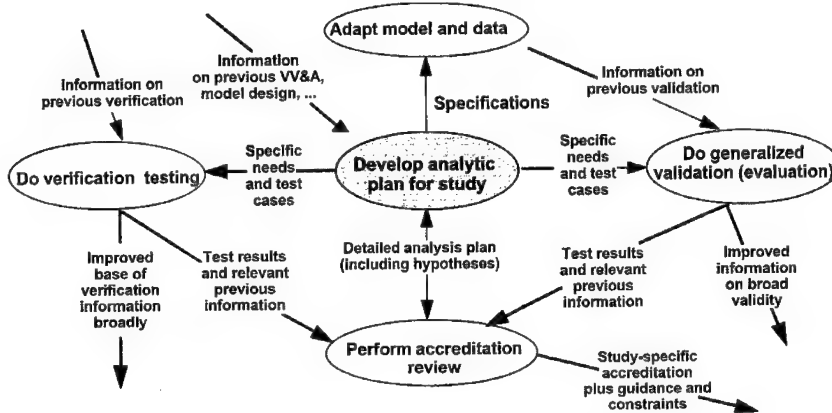 Adapt model and data
Information
on previous VV&A,
model design, ...
Information on
previous verification
Specifications
Information on
previous validation
Do verification testing
Specific
needs
and test
cases
Develop analytic
plan for study
Specific
needs
and test
cases
Do generalized
validation (evaluation)
Improved
base of
verification
information
broadly
Test results
and relevant
previous
information
Detailed analysis plan
(including hypotheses)
Test results
and relevant
previous
information
Improved
information
on broad
validity
Perform accreditation
review
Study-specific
accreditation
plus guidance and
constraints